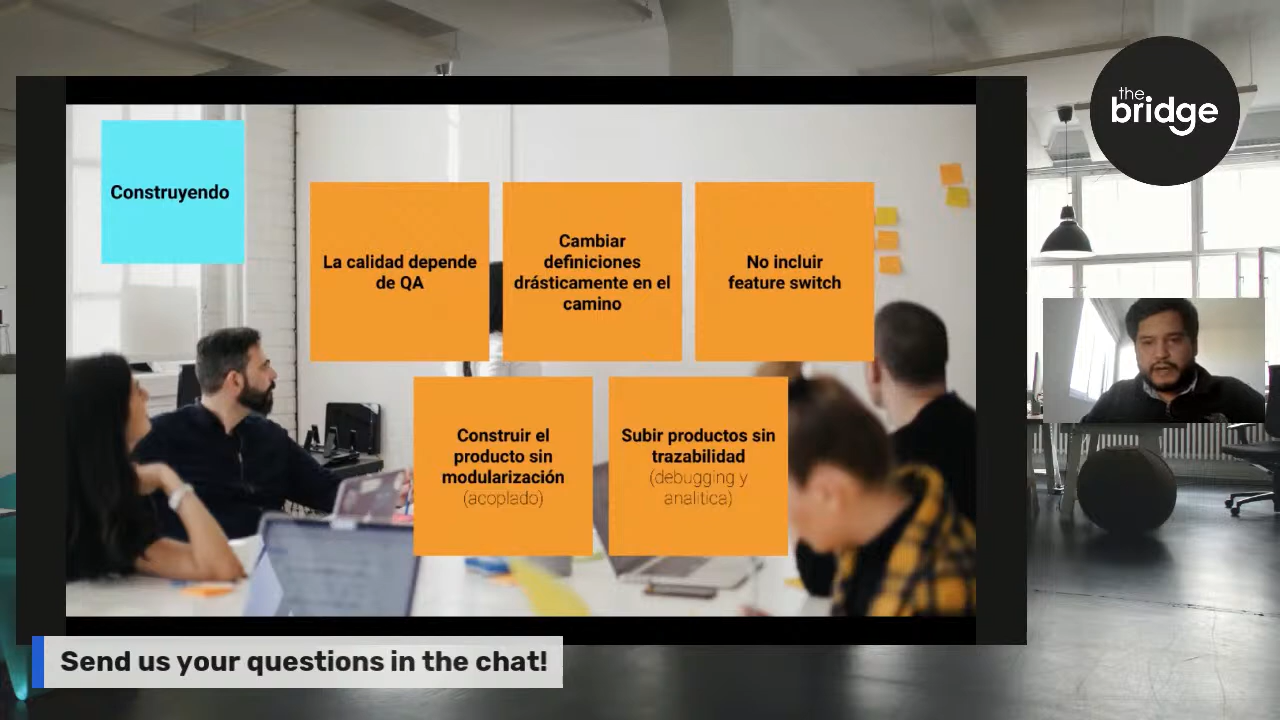 the
bridge
Construyendo
La calidad depende
de QA
Cambiar
definiciones
drásticamente en el
camino
No incluir
feature switch
Construir el
producto sin
modularización
(acoplado)
Subir productos sin
trazabilidad
(debugging y
analitica)
Send us your questions in the chat!